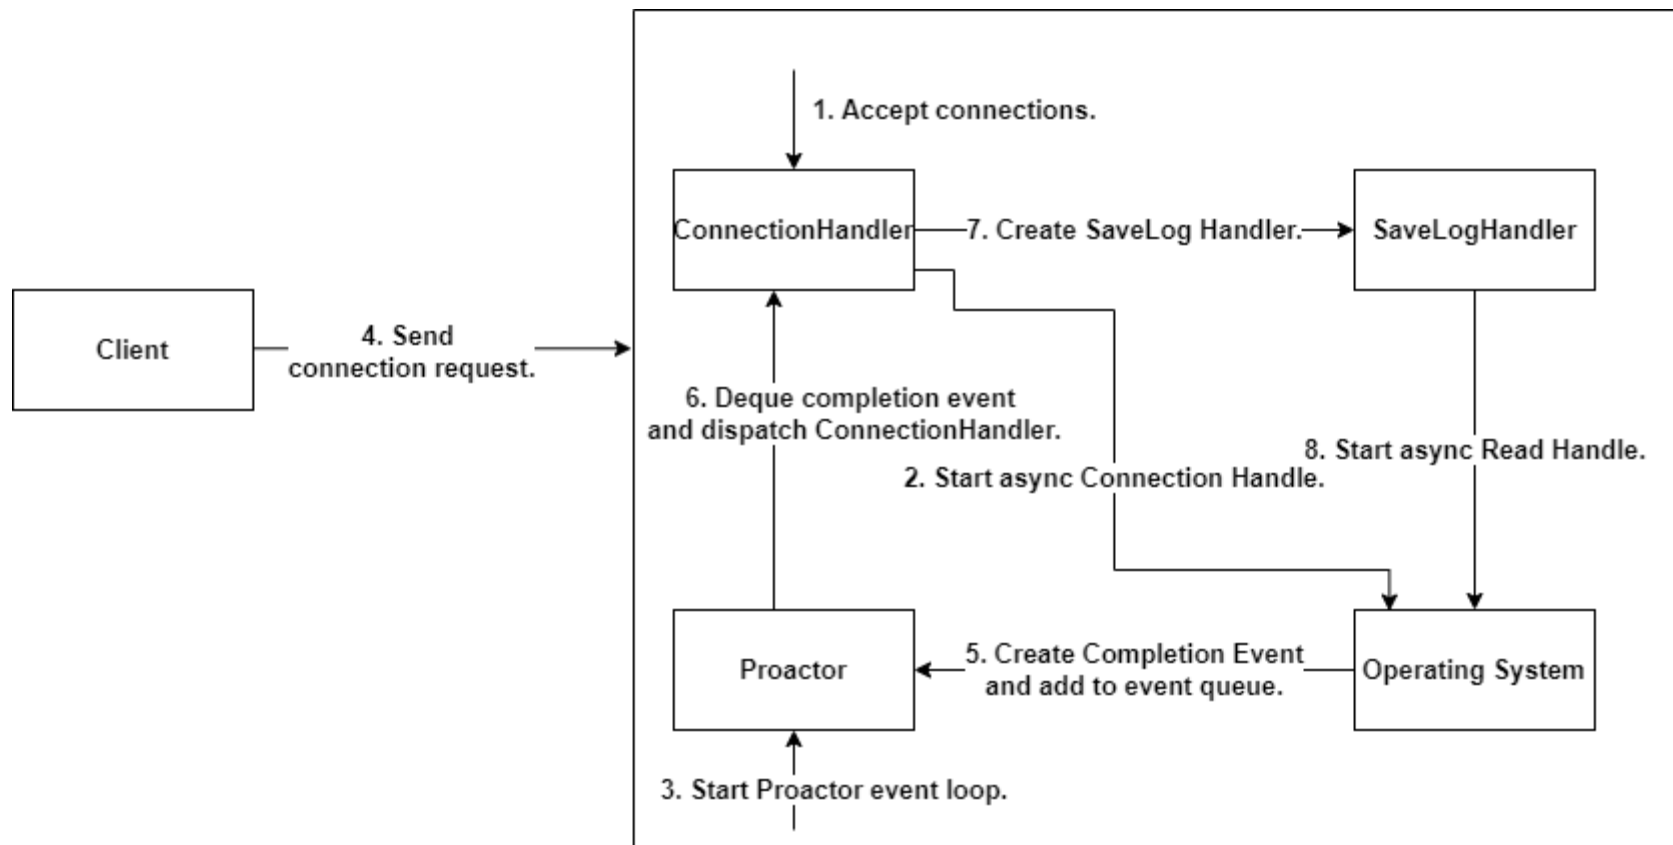 1. Accept connections.
ConnectionHandler
7. Create SaveLog Handler.
SaveLogHandler
Client
4. Send
connection request.
6. Deque completion event
and dispatch ConnectionHandler.
2. Start async Connection Handle.
8. Start async Read Handle.
Proactor
5. Create Completion Event
and add to event queue.
Operating System
3. Start Proactor event loop.